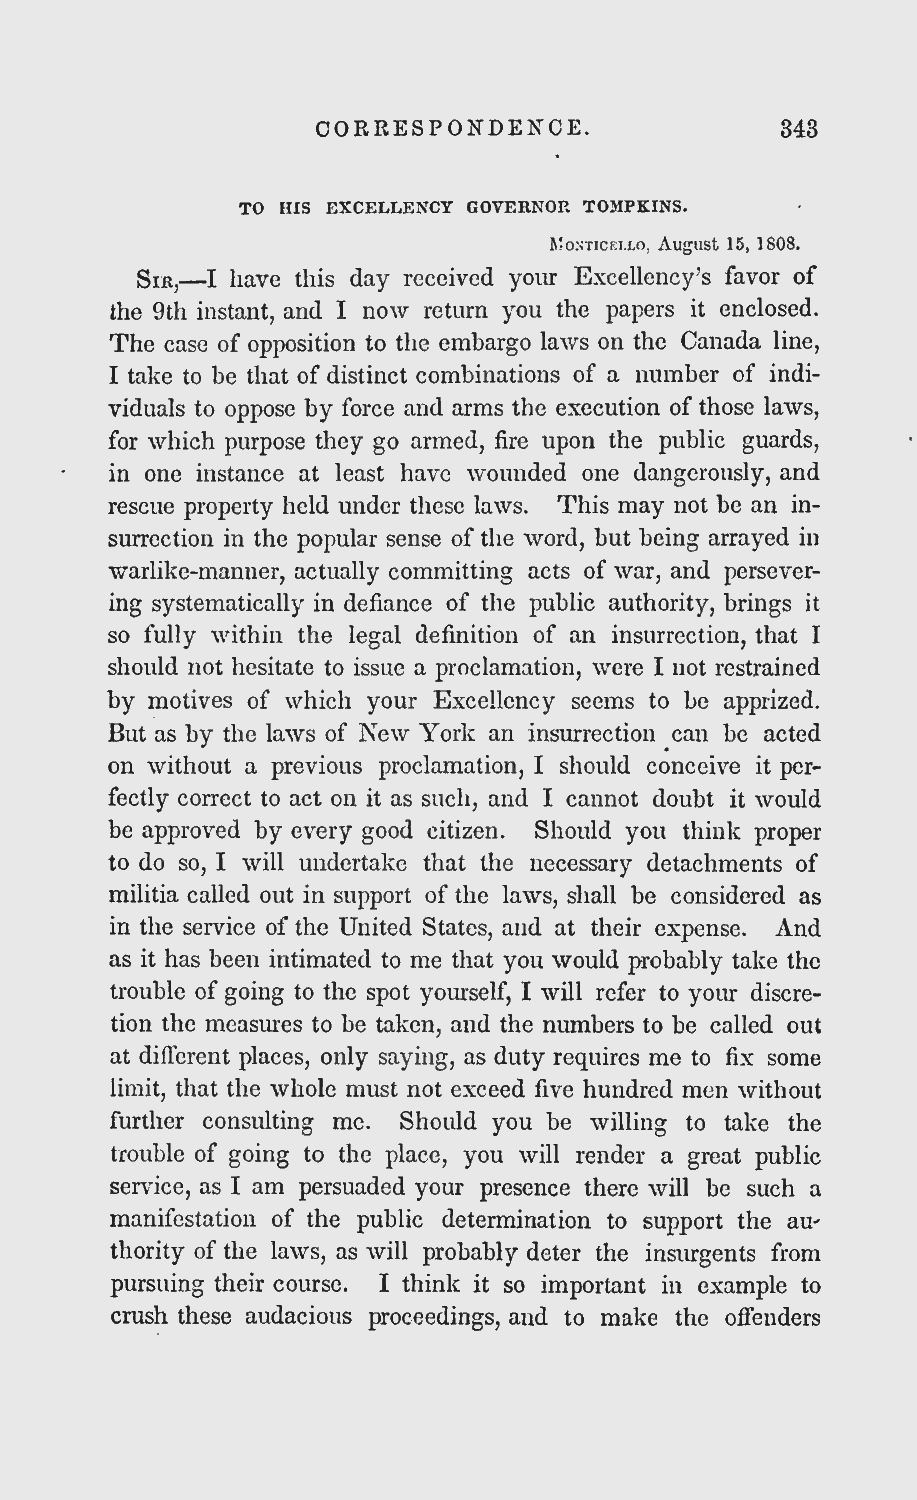 CORRESPONDENCE. 343
TO HIS EXCELLENCY GOVERNOR TOMPKINS.
MONTICELLO, August 15, 1808.
SIR,—I have this day received your Excellency's favor of
the 9th instant, and I now return you the papers it enclosed.
The case of opposition to the embargo laws on the Canada line,
I take to be that of distinct combinations of a number of indi-
viduals to oppose by force and arms the execution of those laws,
for which purpose they go armed, fire upon the public guards,
in one instance at least have wounded one dangerously, and
rescue property held under these laws. This may not be an in-
surrection in the popular sense of the word, but being arrayed in
warlike-manner, actually committing acts of war, and persever-
ing systematically in defiance of the public authority, brings it
so fully within the legal definition of an insurrection, that I
should not hesitate to issue a proclamation, were I not restrained
by motives of which your Excellency seems to be apprized.
But as by the laws of New York an insurrection can be acted
on without a previous proclamation, I should conceive it per-
fectly correct to act on it as such, and I cannot doubt it would
be approved by every good citizen. Should you think proper
to do so, I will undertake that the necessary detachments of
militia called out in support of the laws, shall be considered as
in the service of the United States, and at their expense. And
as it has been intimated to me that you would probably take the
trouble of going to the spot yourself, I will refer to your discre-
tion the measures to be taken, and the numbers to be called out
at different places, only saying, as duty requires me to fix some
limit, that the whole must not exceed five hundred men without
further consulting me. Should you be willing to take the
trouble of going to the place, you will render a great public
service, as I am persuaded your presence there will be such a
manifestation of the public determination to support the au-
thority of the laws, as will probably deter the insurgents from
pursuing their course. I think it so important in example to
crush these audacious proceedings, and to make the offenders